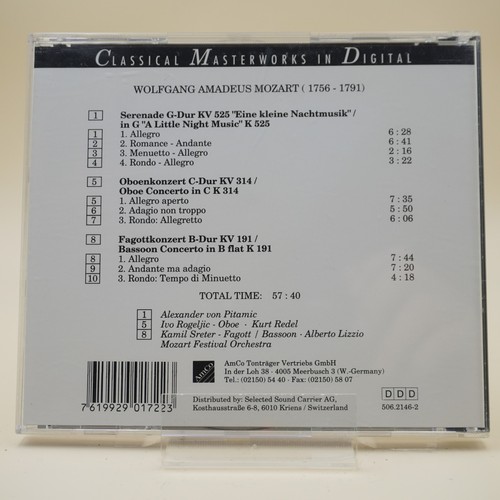 CLASSICAL MASTERWORKS IN DIGITAL
WOLFGANG AMADEUS MOZART ( 1756 - 1791)
1 Serenade G-Dur KV 525 "Eine kleine Nachtmusik" /
in G "A Little Night Music" K 525
1 1. Allegro 6 : 28
2 2. Romance - Andante 6 : 41
3 3. Menuetto - Allegro 2 : 16
4 4. Rondo - Allegro 3 : 22
5 Oboenkonzert C-Dur KV 314 /
Oboe Concerto in C K 314
5 1. Allegro aperto 7 : 35
6 2. Adagio non troppo 5 : 50
7 3. Rondo: Allegretto 6 : 06
8 Fagottkonzert B-Dur KV 191 /
Bassoon Concerto in B flat K 191
8 1. Allegro 7 : 44
9 2. Andante ma adagio 7 : 20
10 3. Rondo: Tempo di Minuetto 4 : 18
TOTAL TIME: 57 : 40
1 Alexander von Pitamic
5 Ivo Rogeljic - Oboe · Kurt Redel
8 Kamil Sreter - Fagott / Bassoon - Alberto Lizzio
Mozart Festival Orchestra
AmCo
AmCo Tonträger Vertriebs GmbH
In der Loh 38 - 4005 Meerbusch 3 (W.-Germany)
Tel.: (02150) 54 40 - Fax: (02150) 58 07
7 619929 017223
Distributed by: Selected Sound Carrier AG,
Kosthausstraße 6-8, 6010 Kriens / Switzerland
DDD
506.2146-2